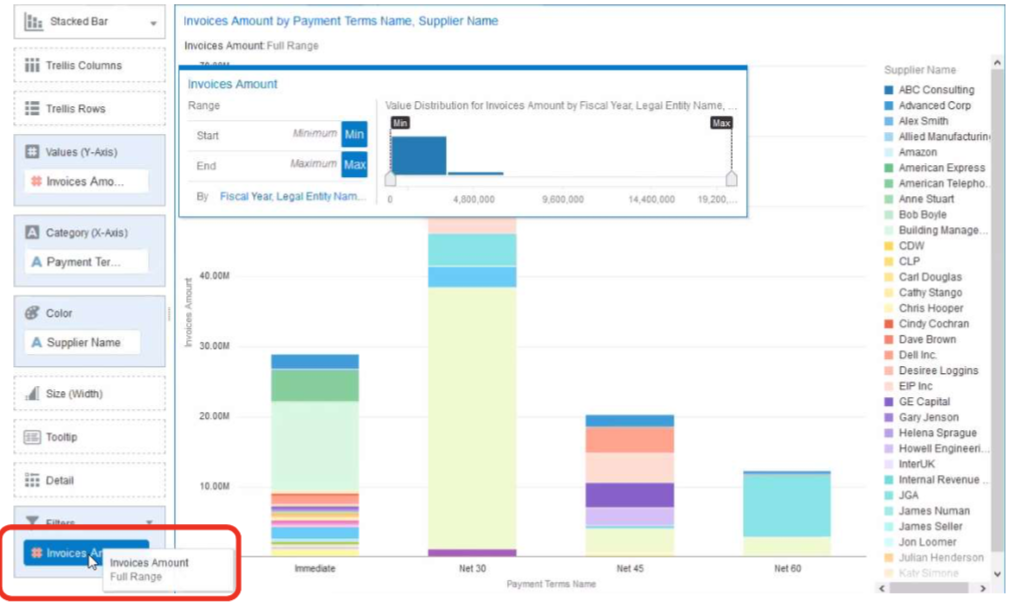 Stacked Bar
Trellis Columns
Trellis Rows
Values (Y-Axis)
Invoices Amo...
Category (X-Axis)
A Payment Ter...
Color
A Supplier Name
Size (Width)
Tooltip
Detail
Filters
Invoices Am
Invoices Amount
Full Range
Invoices Amount by Payment Terms Name, Supplier Name
Invoices Amount: Full Range
70.00M
Invoices Amount
Range
Start Minimum Min
End Maximum Max
By Fiscal Year, Legal Entity Nam...
Value Distribution for Invoices Amount by Fiscal Year, Legal Entity Name, ...
Min Max
0 4,800,000 9,600,000 14,400,000 19,200,...
Invoices Amount
40.00M
30.00M
20.00M
10.00M
Immediate Net 30 Net 45 Net 60
Payment Terms Name
Supplier Name
ABC Consulting
Advanced Corp
Alex Smith
Allied Manufacturing
Amazon
American Express
American Telepho...
Anne Stuart
Bob Boyle
Building Manage...
CDW
CLP
Carl Douglas
Cathy Stango
Chris Hooper
Cindy Cochran
Dave Brown
Dell Inc.
Desiree Loggins
EIP Inc
GE Capital
Gary Jenson
Helena Sprague
Howell Engineeri...
InterUK
Internal Revenue ...
JGA
James Numan
James Seller
Jon Loomer
Julian Henderson
Katy Simone